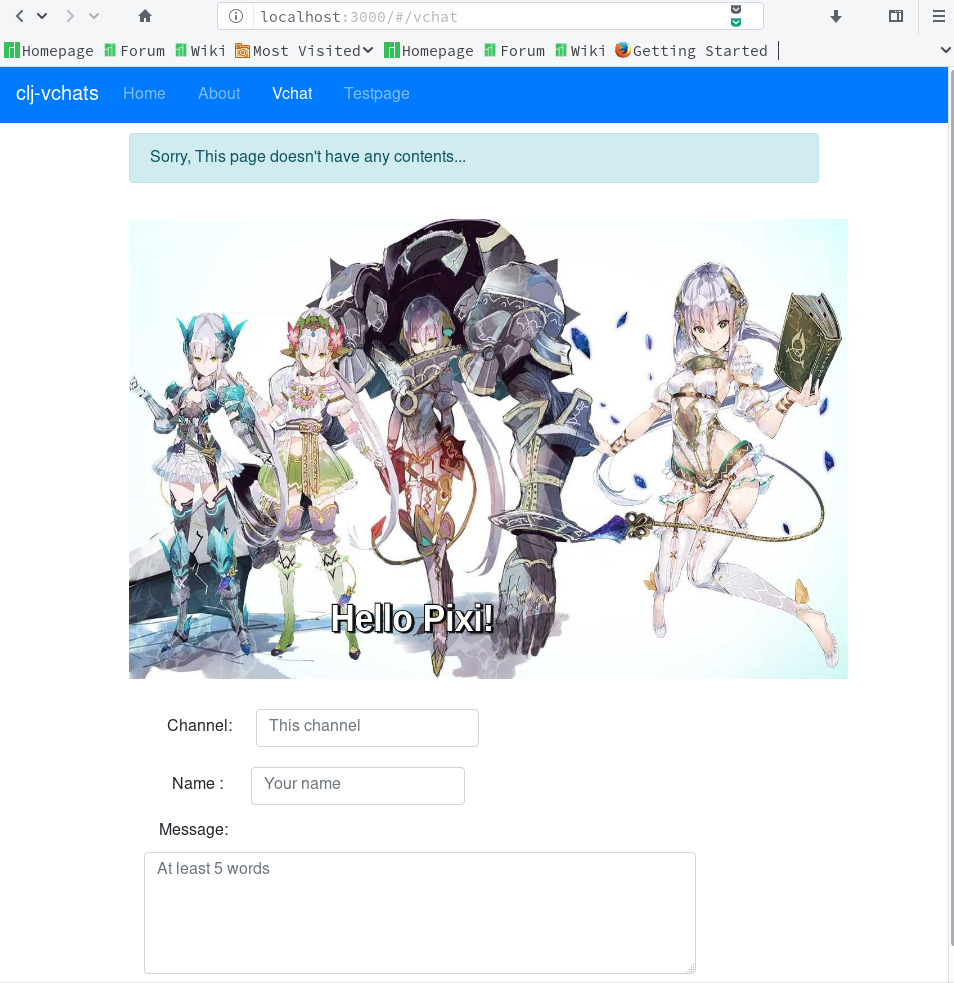 localhost:3000/#/vchat
Homepage Forum Wiki Most Visited Homepage Forum Wiki Getting Started
clj-vchats Home About Vchat Testpage
Sorry, This page doesn't have any contents...
Hello Pixi!
Channel: This channel
Name : Your name
Message:
At least 5 words